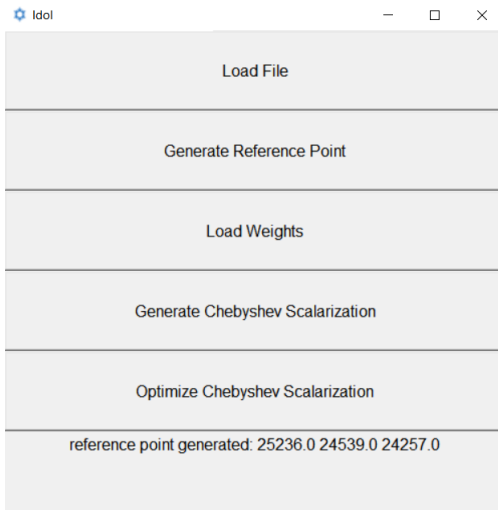 Idol
Load File
Generate Reference Point
Load Weights
Generate Chebyshev Scalarization
Optimize Chebyshev Scalarization
reference point generated: 25236.0 24539.0 24257.0